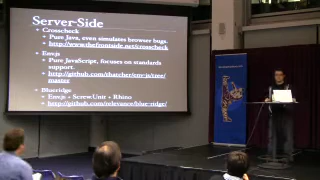 Server-Side
Crosscheck
Pure Java, even simulates browser bugs.
http://www.thefrontside.net/crosscheck
Env.js
Pure JavaScript, focuses on standards
support.
http://github.com/thatcher/env-js/tree/
master
Blueridge
Env.js + ScrewUnit + Rhino
http://github.com/relevance/blue-ridge/